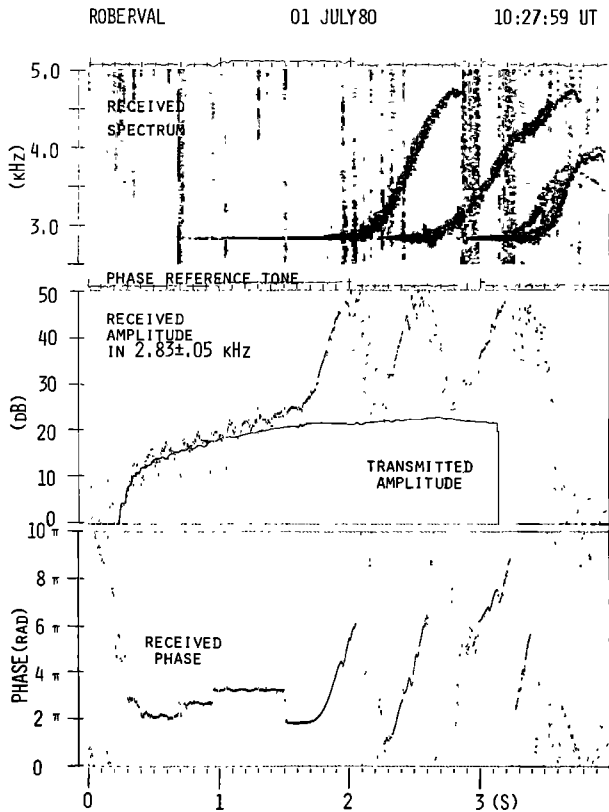 ROBERVAL 01 JULY80 10:27:59 UT
5.0
RECEIVED
SPECTRUM
4.0
(KHZ)
3.0
PHASE REFERENCE TONE
50
RECEIVED
AMPLITUDE
IN 2.83±.05 KHZ
40
30
(DB)
20
TRANSMITTED
AMPLITUDE
10
0
10 π
8 π
PHASE(RAD)
6 π
RECEIVED
PHASE
4 π
2 π
0
0 1 2 3 (S)